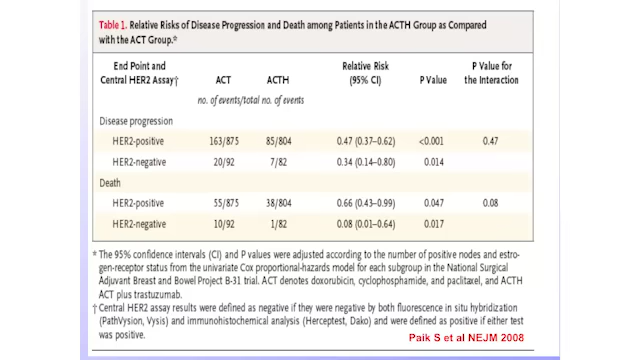 Table 1. Relative Risks of Disease Progression and Death among Patients in the ACTH Group as Compared
with the ACT Group.*
End Point and
Central HER2 Assay† ACT ACTH Relative Risk
(95% CI) P Value P Value for
the Interaction
no. of events/total no. of events
Disease progression
HER2-positive 163/875 85/804 0.47 (0.37–0.62) <0.001 0.47
HER2-negative 20/92 7/82 0.34 (0.14–0.80) 0.014
Death
HER2-positive 55/875 38/804 0.66 (0.43–0.99) 0.047 0.08
HER2-negative 10/92 1/82 0.08 (0.01–0.64) 0.017
* The 95% confidence intervals (CI) and P values were adjusted according to the number of positive nodes and estro-
gen-receptor status from the univariate Cox proportional-hazards model for each subgroup in the National Surgical
Adjuvant Breast and Bowel Project B-31 trial. ACT denotes doxorubicin, cyclophosphamide, and paclitaxel, and ACTH
ACT plus trastuzumab.
† Central HER2 assay results were defined as negative if they were negative by both fluorescence in situ hybridization
(PathVysion, Vysis) and immunohistochemical analysis (Herceptest, Dako) and were defined as positive if either test
was positive.
Paik S et al NEJM 2008